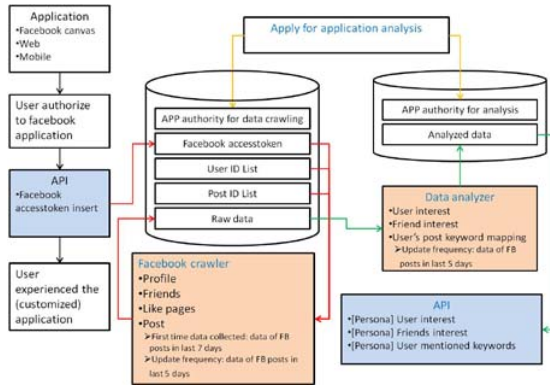 Application
•Facebook canvas
•Web
•Mobile
User authorize
to facebook
application
API
•Facebook
accesstoken insert
User
experienced the
(customized)
application
Apply for application analysis
APP authority for data crawling
Facebook accesstoken
User ID List
Post ID List
Raw data
Facebook crawler
•Profile
•Friends
•Like pages
•Post
➤First time data collected: data of FB
posts in last 7 days
➤Update frequency: data of FB posts in
last 5 days
APP authority for analysis
Analyzed data
Data analyzer
•User interest
•Friend interest
•User's post keyword mapping
➤Update frequency: data of FB
posts in last 5 days
API
•[Persona] User interest
•[Persona] Friends interest
•[Persona] User mentioned keywords